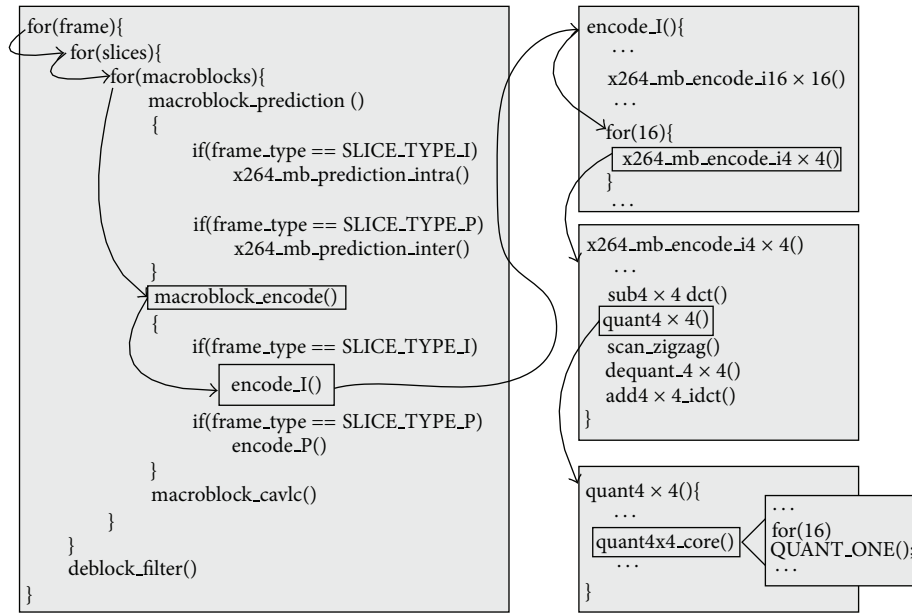 for(frame){
for(slices){
for(macroblocks){
macroblock_prediction ()
{
if(frame_type == SLICE_TYPE_I)
x264_mb_prediction_intra()
if(frame_type == SLICE_TYPE_P)
x264_mb_prediction_inter()
}
macroblock_encode()
{
if(frame_type == SLICE_TYPE_I)
encode_I()
if(frame_type == SLICE_TYPE_P)
encode_P()
}
macroblock_cavlc()
}
}
deblock_filter()
}
encode_I(){
...
x264_mb_encode_i16 × 16()
...
for(16){
x264_mb_encode_i4 × 4()
}
...
x264_mb_encode_i4 × 4()
...
sub4 × 4 dct()
quant4 × 4()
scan_zigzag()
dequant_4 × 4()
add4 × 4_idct()
}
quant4 × 4(){
...
quant4x4_core()
...
}
...
for(16)
QUANT_ONE();
...